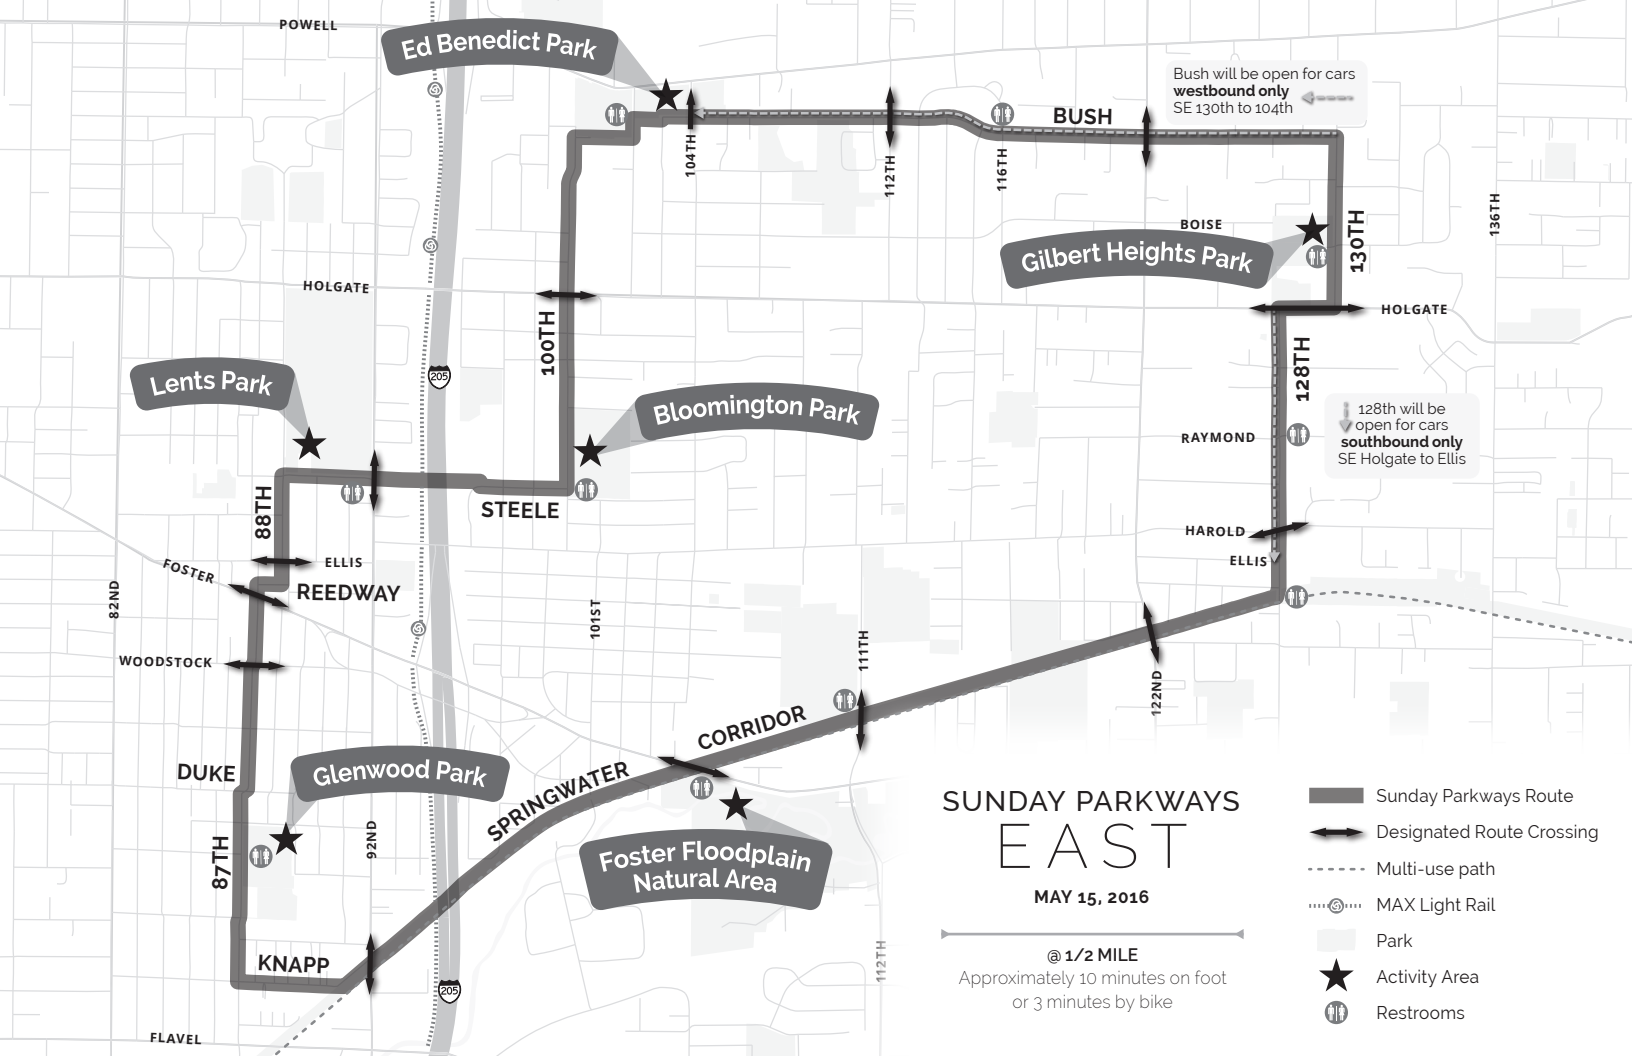 POWELL
Ed Benedict Park
Bush will be open for cars
westbound only
SE 130th to 104th
BUSH
104TH
112TH
116TH
136TH
BOISE
130TH
Gilbert Heights Park
HOLGATE
HOLGATE
100TH
128TH
205
Lents Park
Bloomington Park
128th will be
open for cars
southbound only
SE Holgate to Ellis
RAYMOND
88TH
STEELE
HAROLD
ELLIS
ELLIS
FOSTER
REEDWAY
82ND
101ST
111TH
WOODSTOCK
122ND
CORRIDOR
SPRINGWATER
DUKE
Glenwood Park
87TH
92ND
Foster Floodplain
Natural Area
112TH
KNAPP
205
FLAVEL
SUNDAY PARKWAYS
EAST
MAY 15, 2016
@ 1/2 MILE
Approximately 10 minutes on foot
or 3 minutes by bike
Sunday Parkways Route
Designated Route Crossing
Multi-use path
MAX Light Rail
Park
Activity Area
Restrooms